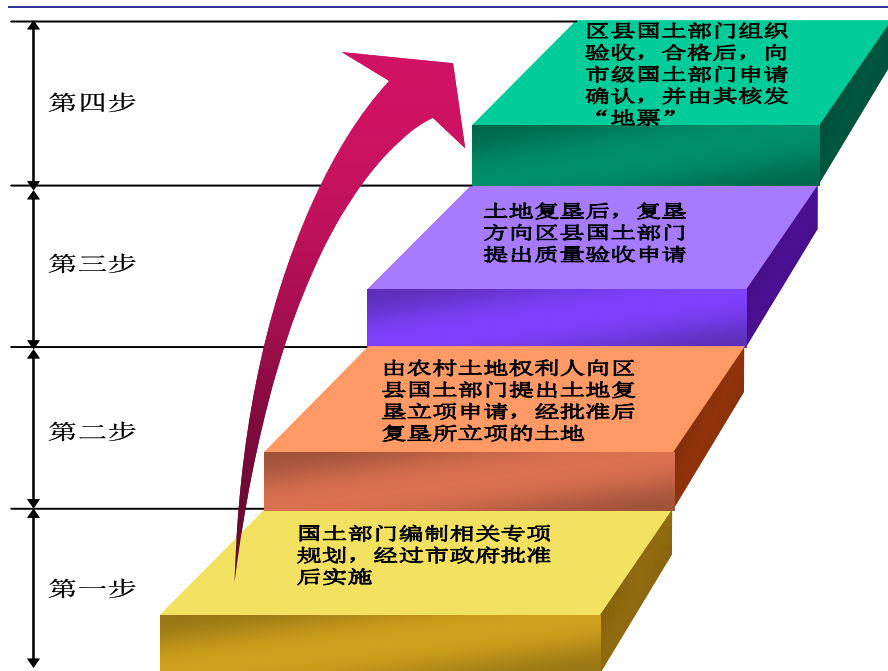 区县国土部门组织
验收，合格后，向
市级国土部门申请
确认，并由其核发
“地票”
第四步
土地复垦后，复垦
方向区县国土部门
提出质量验收申请
第三步
由农村土地权利人向区
县国土部门提出土地复
垦立项申请，经批准后
复垦所立项的土地
第二步
国土部门编制相关专项
规划，经过市政府批准
后实施
第一步